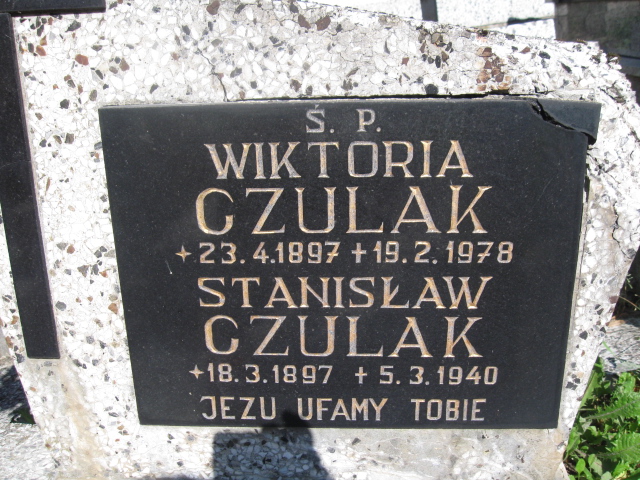 Ś. P.
WIKTORIA
CZULAK
+23.4.1897 +19.2.1978
STANISŁAW
CZULAK
+18.3.1897 +5.3.1940
JEZU UFAMY TOBIE